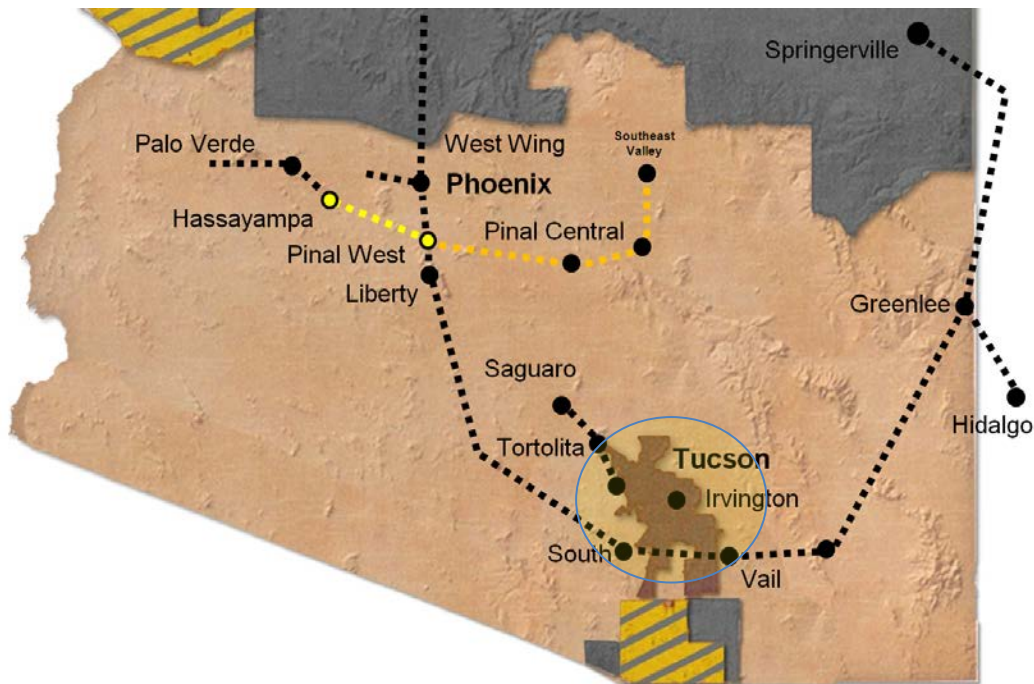 Springerville
Palo Verde
West Wing
Southeast
Valley
Phoenix
Hassayampa
Pinal Central
Pinal West
Liberty
Greenlee
Saguaro
Hidalgo
Tortolita
Tucson
Irvington
South
Vail